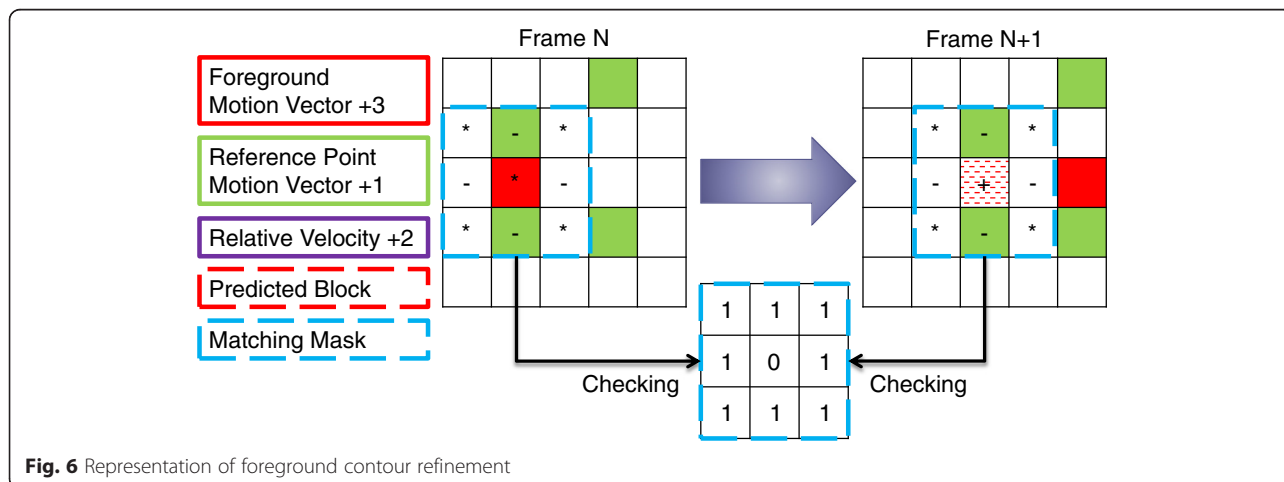 Frame N
Frame N+1
Foreground
Motion Vector +3
Reference Point
Motion Vector +1
Relative Velocity +2
Predicted Block
Matching Mask
* - *
- * -
* - *
* - *
- + -
* - *
1 1 1
1 0 1
1 1 1
Checking
Checking
Fig. 6 Representation of foreground contour refinement